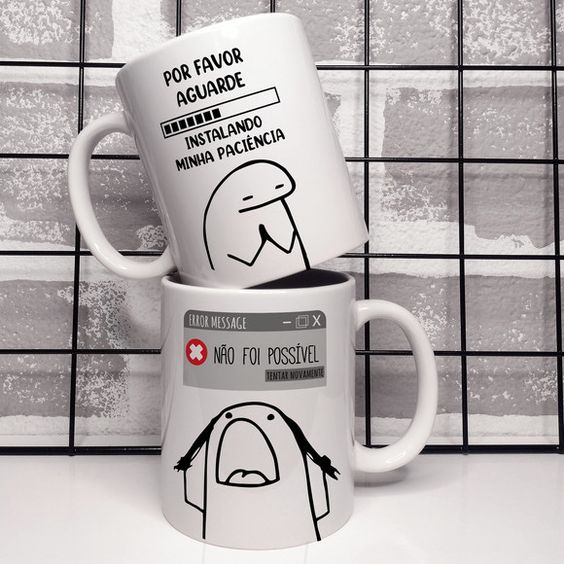 POR FAVOR
AGUARDE
INSTALANDO
MINHA PACIÊNCIA
ERROR MESSAGE
NÃO FOI POSSÍVEL
TENTAR NOVAMENTE